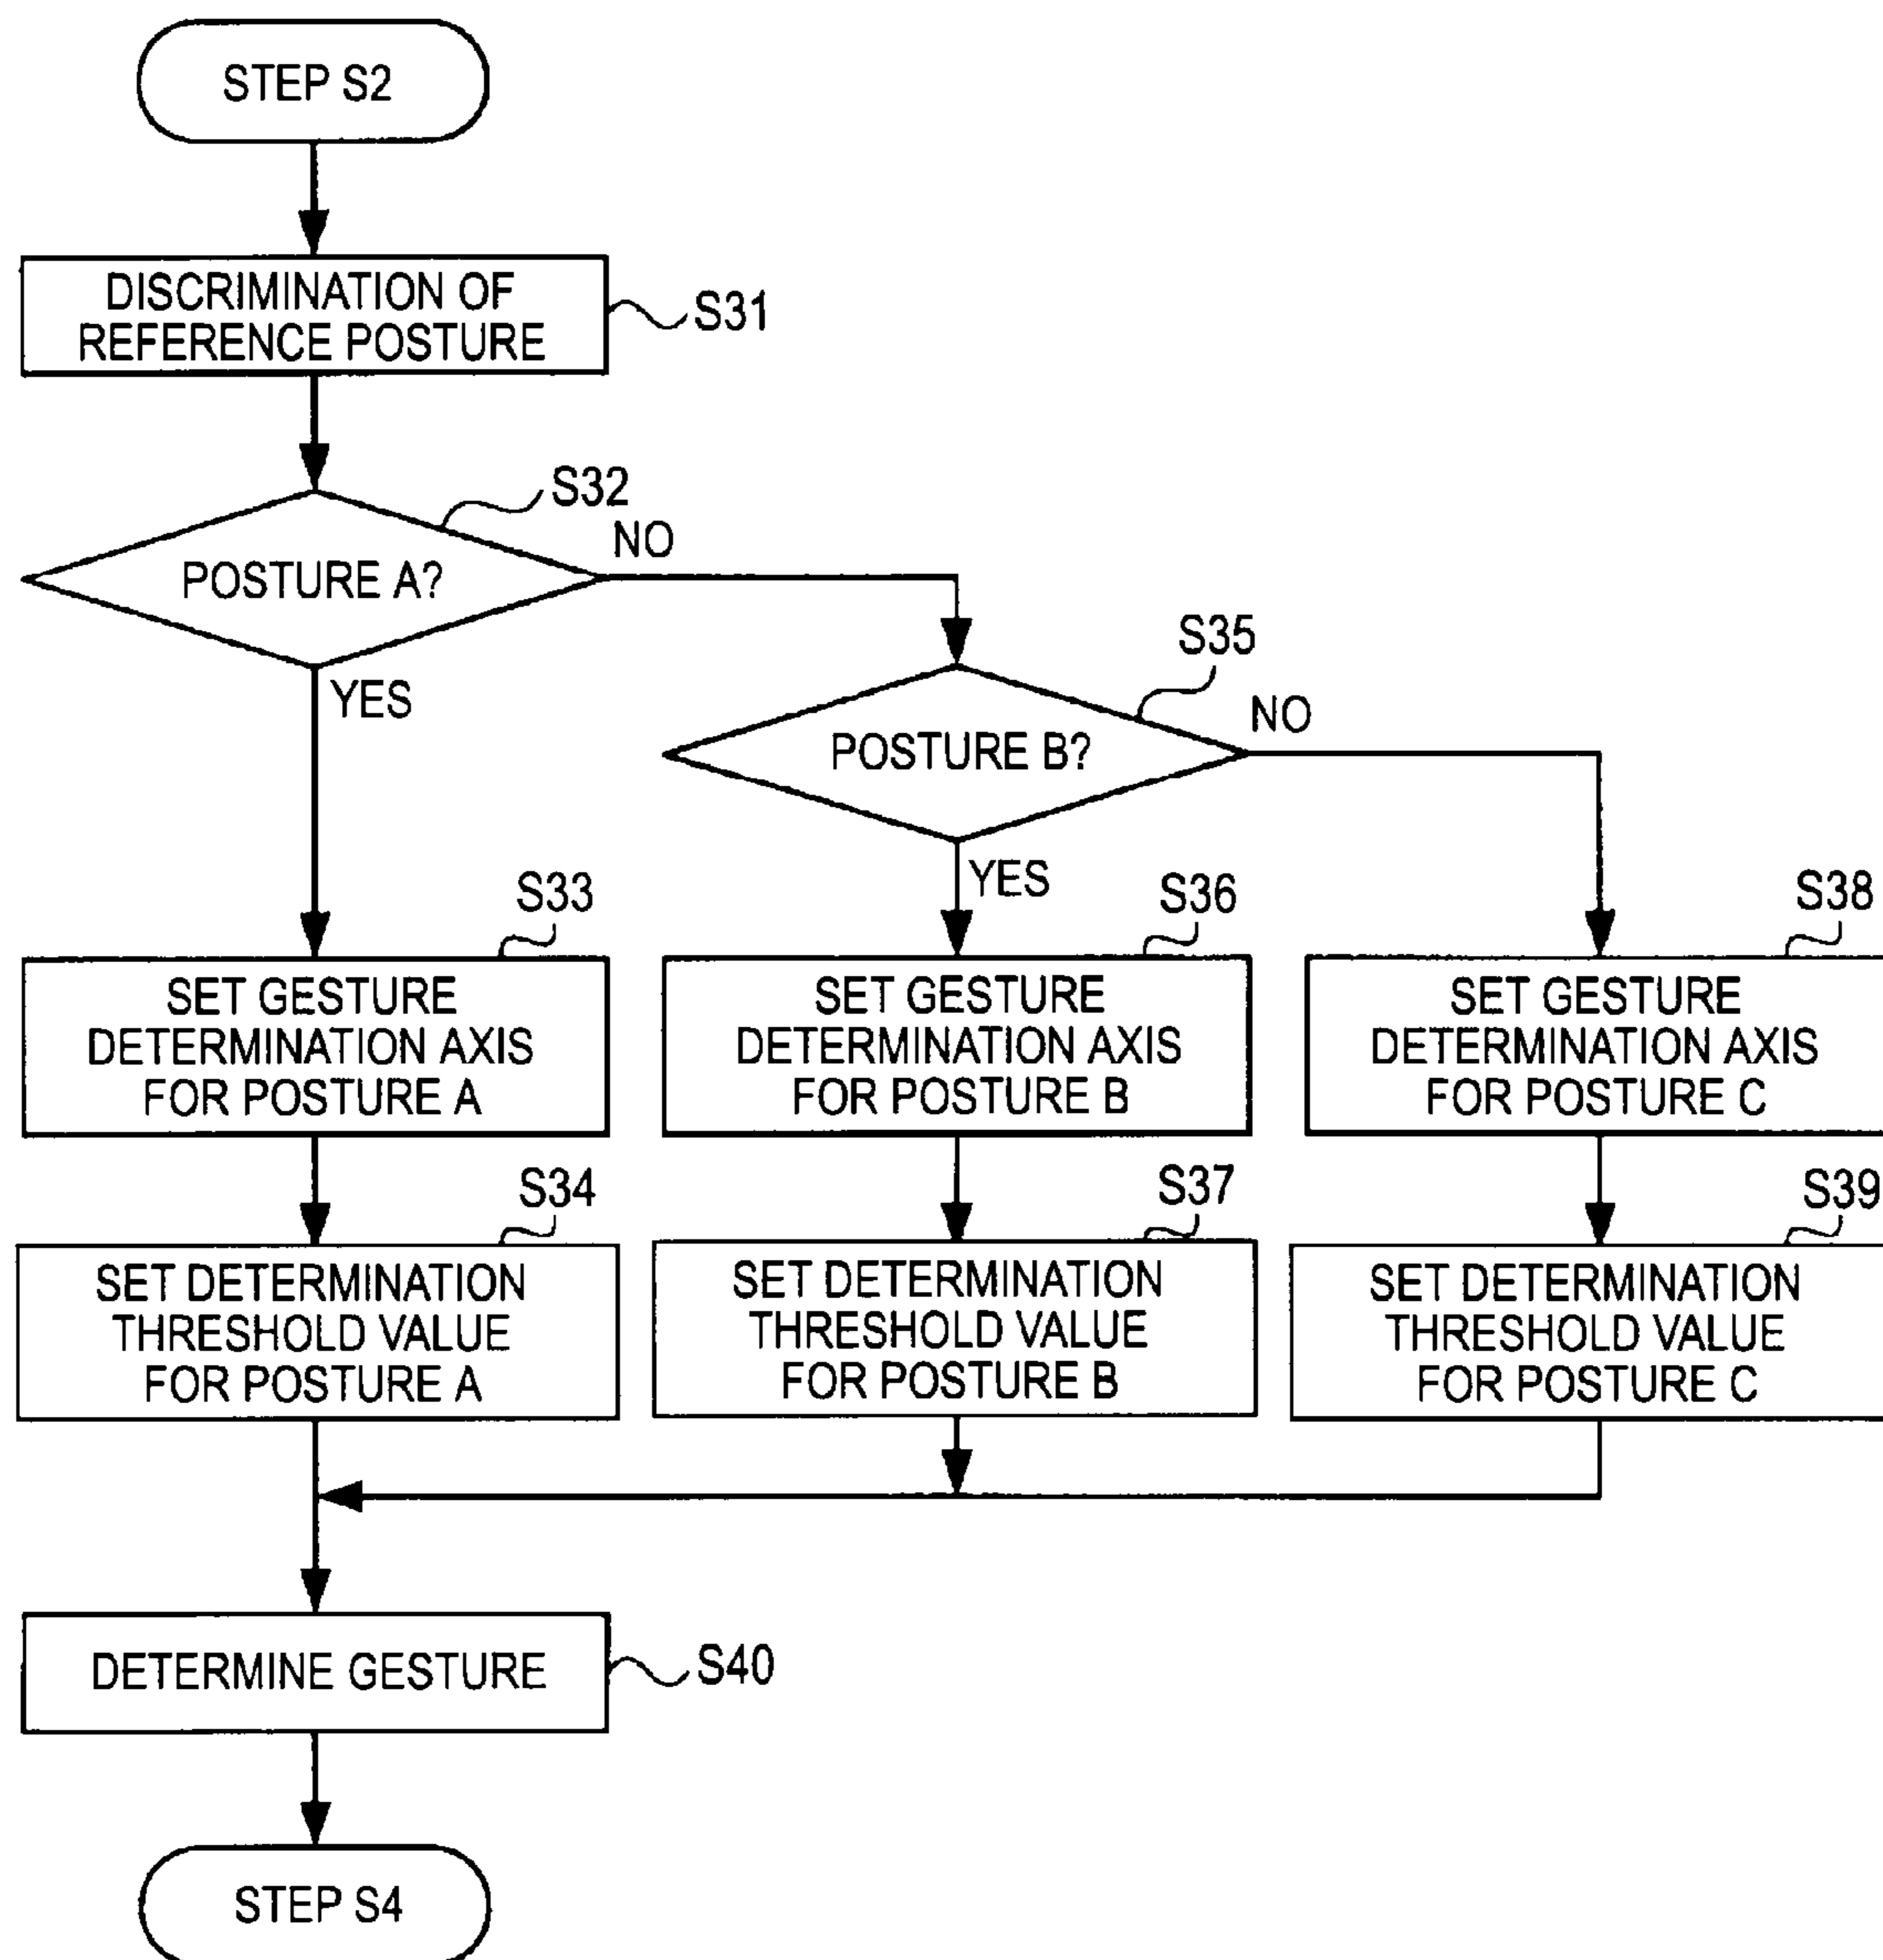 STEP S2
DISCRIMINATION OF
REFERENCE POSTURE
S31
S32
POSTURE A?
NO
YES
S35
POSTURE B?
NO
YES
S33
SET GESTURE
DETERMINATION AXIS
FOR POSTURE A
S36
SET GESTURE
DETERMINATION AXIS
FOR POSTURE B
S38
SET GESTURE
DETERMINATION AXIS
FOR POSTURE C
S34
SET DETERMINATION
THRESHOLD VALUE
FOR POSTURE A
S37
SET DETERMINATION
THRESHOLD VALUE
FOR POSTURE B
S39
SET DETERMINATION
THRESHOLD VALUE
FOR POSTURE C
DETERMINE GESTURE
S40
STEP S4